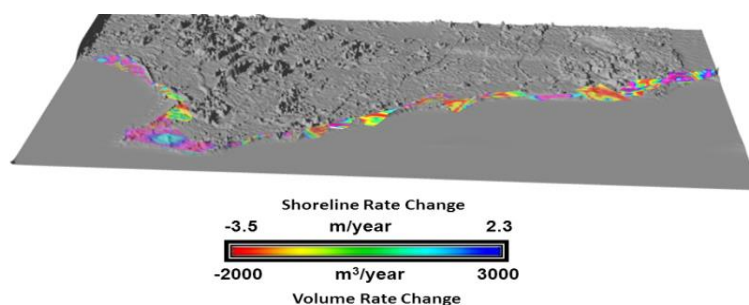 Shoreline Rate Change
-3.5 m/year 2.3
-2000 m³/year 3000
Volume Rate Change